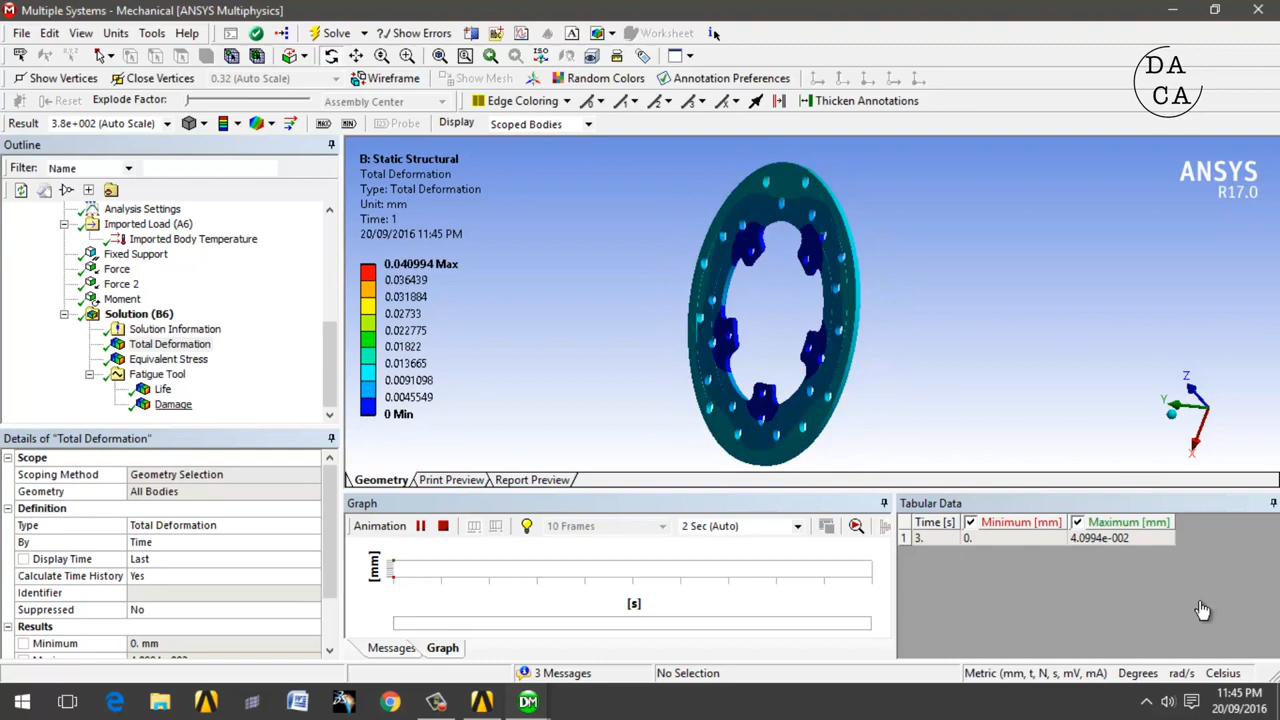 Multiple Systems - Mechanical [ANSYS Multiphysics]
File Edit View Units Tools Help Solve ?/ Show Errors Worksheet i
Show Vertices Close Vertices 0.32 (Auto Scale) Wireframe Show Mesh Random Colors Annotation Preferences
Reset Explode Factor: Assembly Center Edge Coloring Thicken Annotations
Result 3.8e+002 (Auto Scale) MAX MIN Probe Display Scoped Bodies
DA
CA
Outline
Filter: Name
Analysis Settings
Imported Load (A6)
Imported Body Temperature
Fixed Support
Force
Force 2
Moment
Solution (B6)
Solution Information
Total Deformation
Equivalent Stress
Fatigue Tool
Life
Damage
Details of "Total Deformation"
Scope
Scoping Method Geometry Selection
Geometry All Bodies
Definition
Type Total Deformation
By Time
Display Time Last
Calculate Time History Yes
Identifier
Suppressed No
Results
Minimum 0. mm
B: Static Structural
Total Deformation
Type: Total Deformation
Unit: mm
Time: 1
20/09/2016 11:45 PM
0.040994 Max
0.036439
0.031884
0.02733
0.022775
0.01822
0.013665
0.0091098
0.0045549
0 Min
ANSYS
R17.0
Z
Y
X
Geometry Print Preview Report Preview
Graph
Animation 10 Frames 2 Sec (Auto)
[mm]
[s]
Messages Graph
Tabular Data
Time [s] Minimum [mm] Maximum [mm]
1 3. 0. 4.0994e-002
3 Messages No Selection Metric (mm, t, N, s, mV, mA) Degrees rad/s Celsius
DM
11:45 PM
20/09/2016